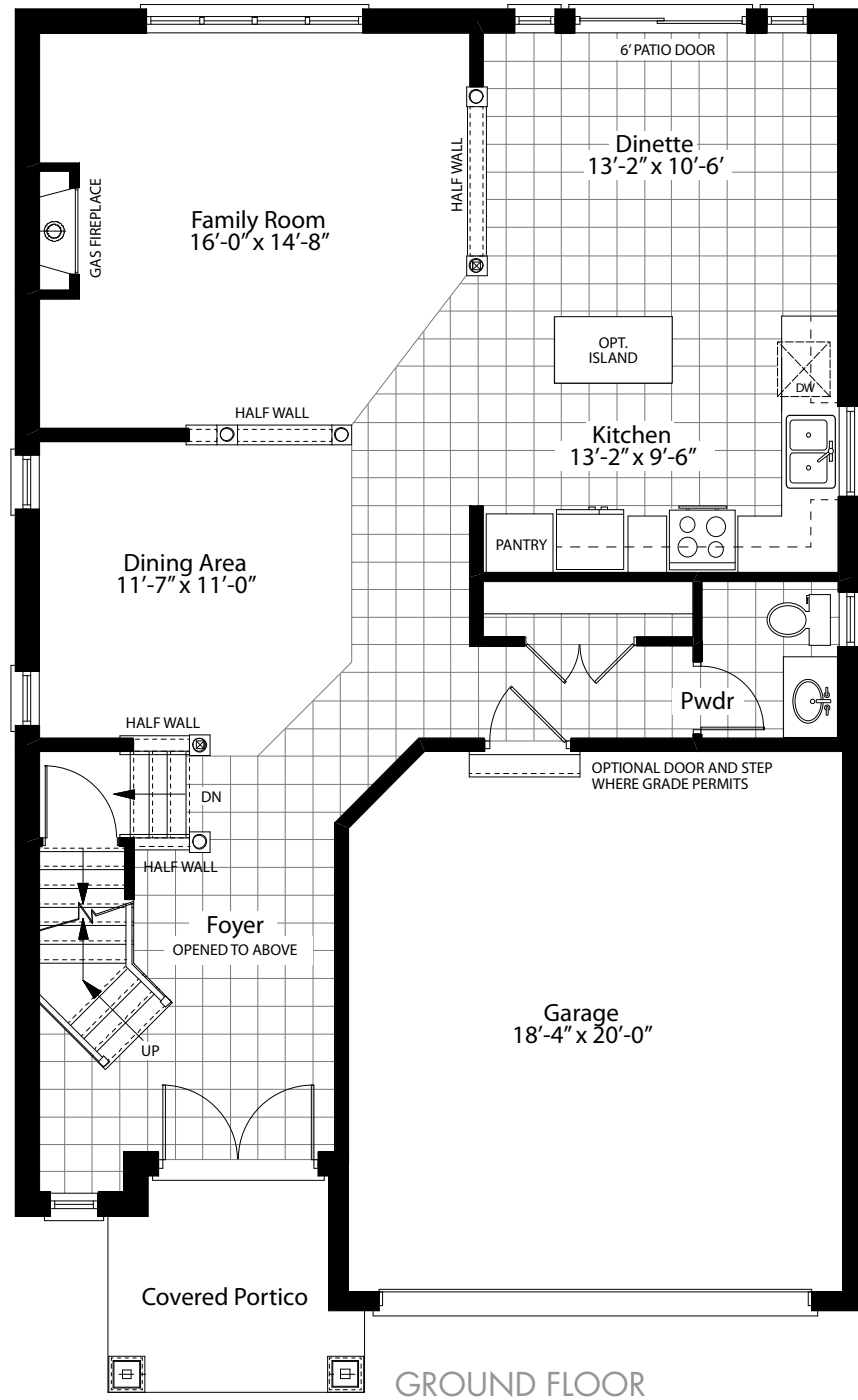 6' PATIO DOOR
Dinette
13'-2" x 10'-6'
HALF WALL
Family Room
16'-0" x 14'-8"
GAS FIREPLACE
OPT.
ISLAND
DW
HALF WALL
Kitchen
13'-2" x 9'-6"
PANTRY
Dining Area
11'-7" x 11'-0"
Pwdr
HALF WALL
OPTIONAL DOOR AND STEP
WHERE GRADE PERMITS
DN
HALF WALL
Foyer
OPENED TO ABOVE
Garage
18'-4" x 20'-0"
UP
Covered Portico
GROUND FLOOR